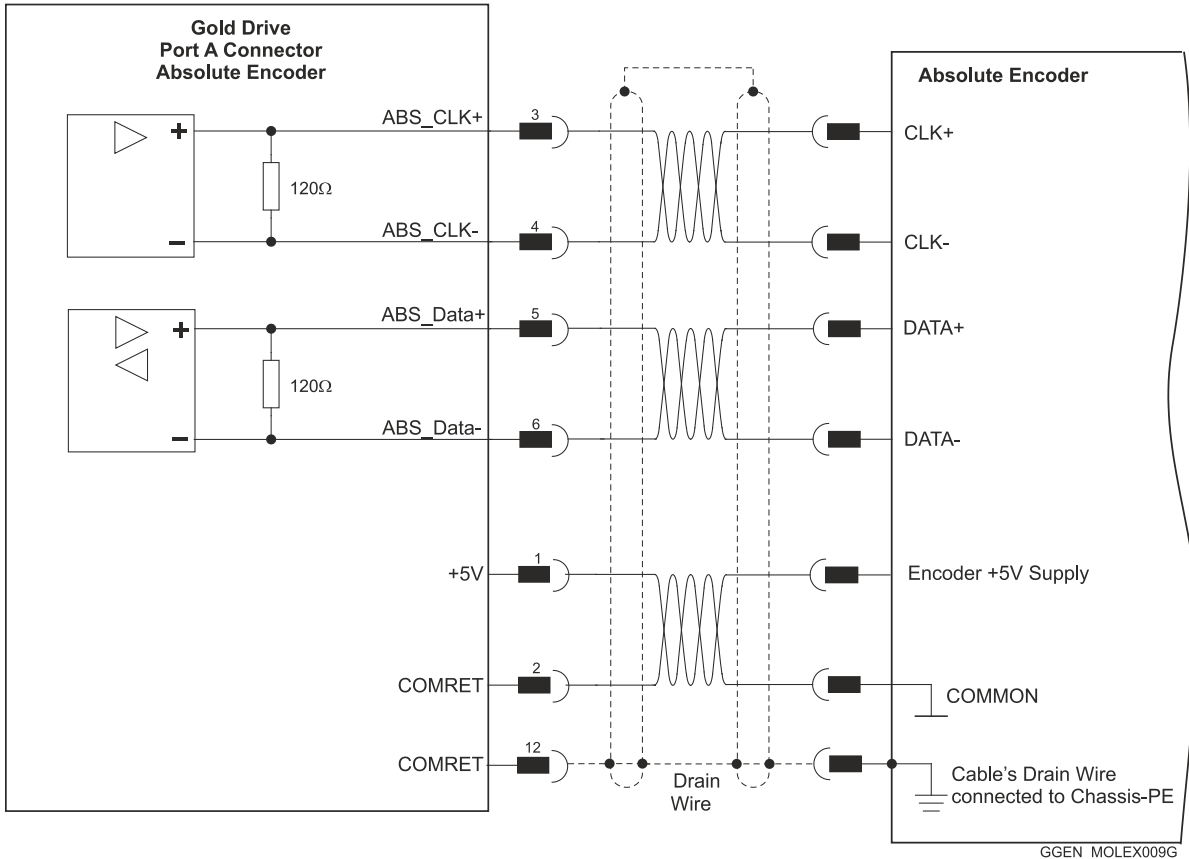 Gold Drive
Port A Connector
Absolute Encoder
Absolute Encoder
+
ABS_CLK+
3
CLK+
120Ω
−
ABS_CLK-
4
CLK-
+
ABS_Data+
5
DATA+
120Ω
−
ABS_Data-
6
DATA-
+5V
1
Encoder +5V Supply
COMRET
2
COMMON
COMRET
12
Drain
Wire
Cable's Drain Wire
connected to Chassis-PE
GGEN_MOLEX009G